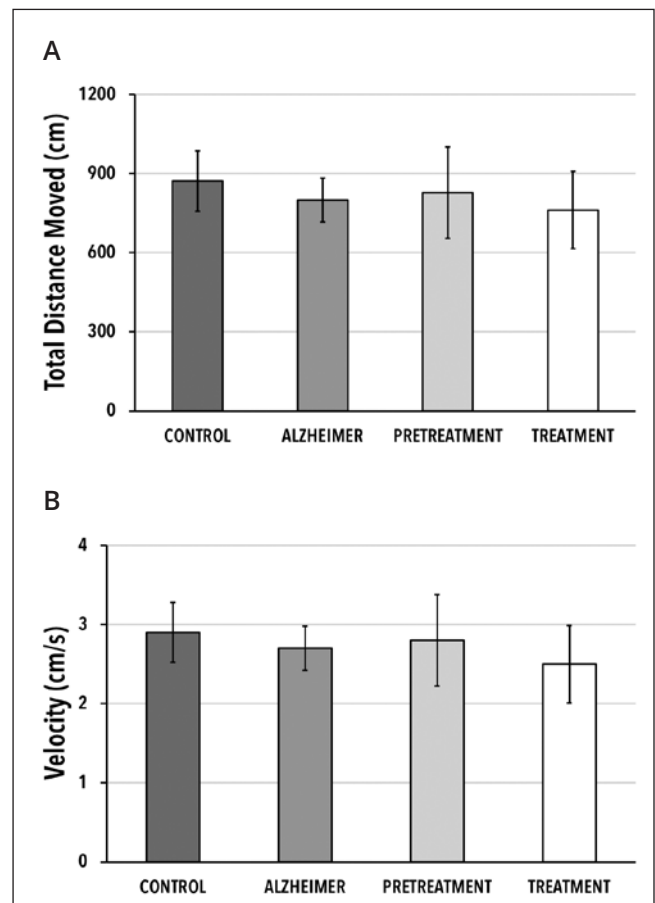 A
Total Distance Moved (cm)
1200
900
600
300
0
CONTROL ALZHEIMER PRETREATMENT TREATMENT
B
Velocity (cm/s)
4
3
2
1
0
CONTROL ALZHEIMER PRETREATMENT TREATMENT